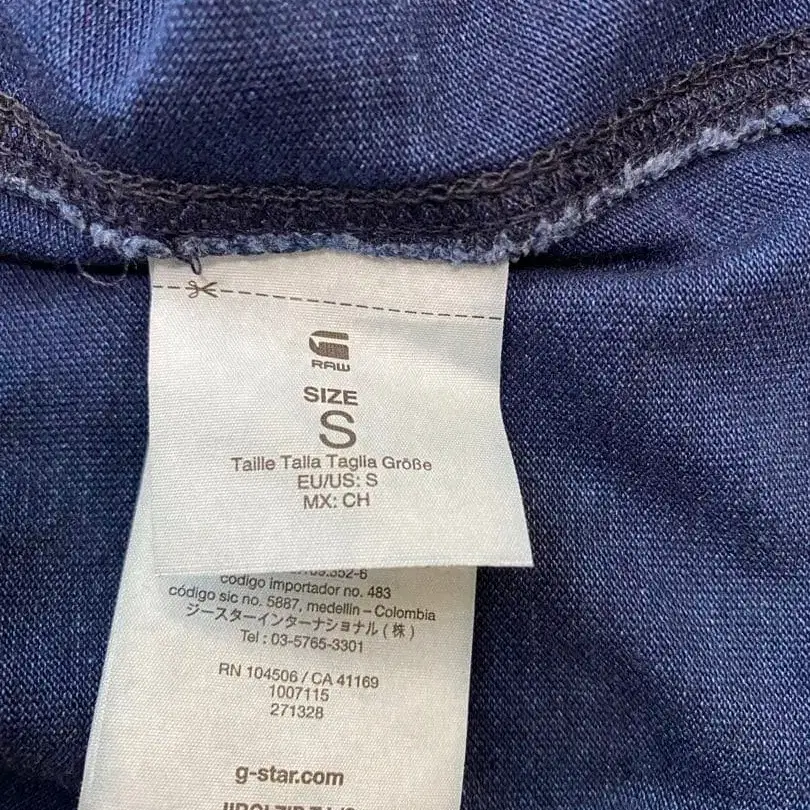 RAW
SIZE
S
Taille Talla Taglia Größe
EU/US: S
MX: CH
código importador no. 483
código sic no. 5887, medellin – Colombia
ジースターインターナショナル(株)
Tel : 03-5765-3301
RN 104506 / CA 41169
1007115
271328
g-star.com